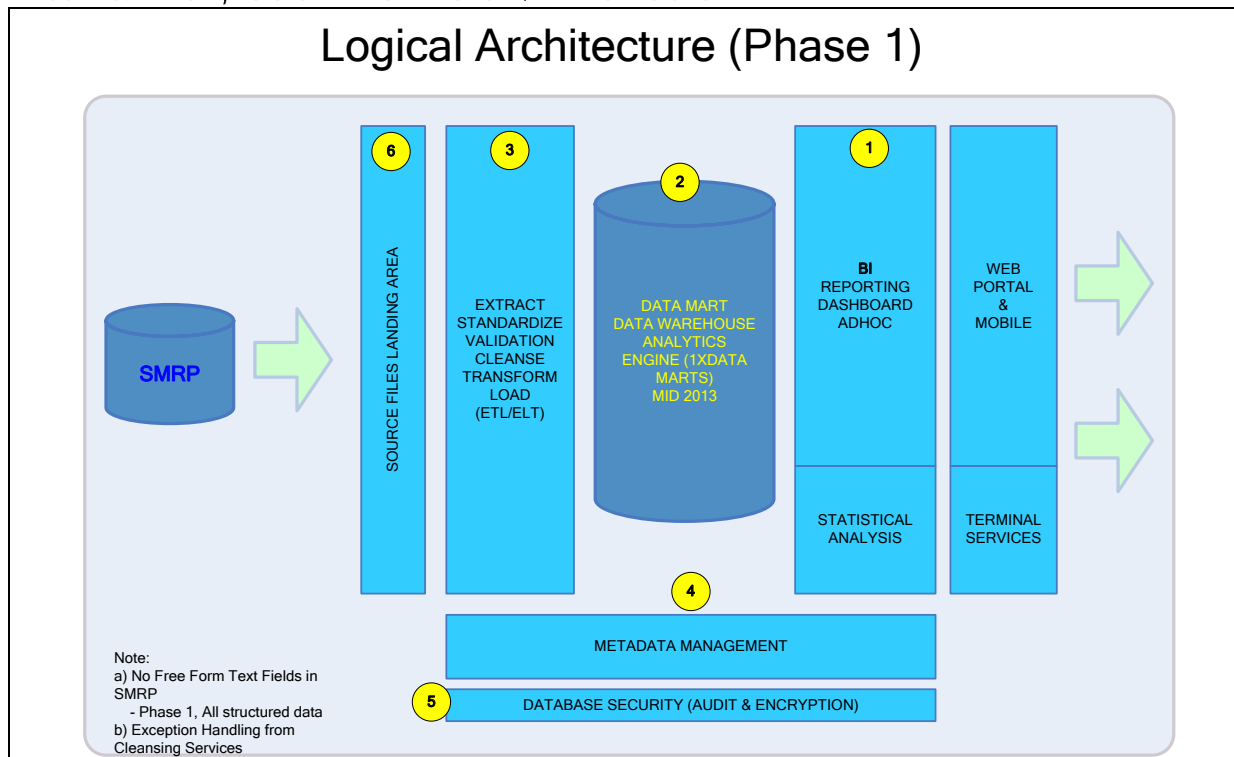 Logical Architecture (Phase 1)
6
3
2
1
SMRP
SOURCE FILES LANDING AREA
EXTRACT
STANDARDIZE
VALIDATION
CLEANSE
TRANSFORM
LOAD
(ETL/ELT)
DATA MART
DATA WAREHOUSE
ANALYTICS
ENGINE (1XDATA
MARTS)
MID 2013
BI
REPORTING
DASHBOARD
ADHOC
WEB
PORTAL
&
MOBILE
STATISTICAL
ANALYSIS
TERMINAL
SERVICES
4
METADATA MANAGEMENT
5
DATABASE SECURITY (AUDIT & ENCRYPTION)
Note:
a) No Free Form Text Fields in
SMRP
- Phase 1, All structured data
b) Exception Handling from
Cleansing Services